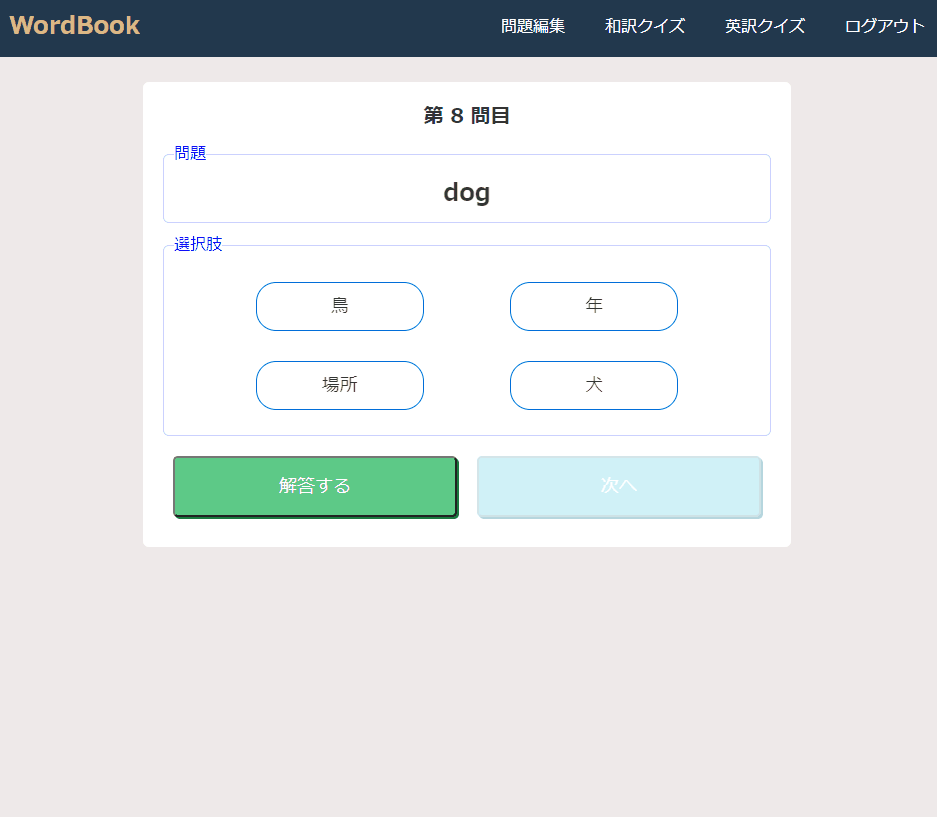 WordBook 問題編集 和訳クイズ 英訳クイズ ログアウト
第 8 問目
問題
dog
選択肢
鳥 年
場所 犬
解答する 次へ